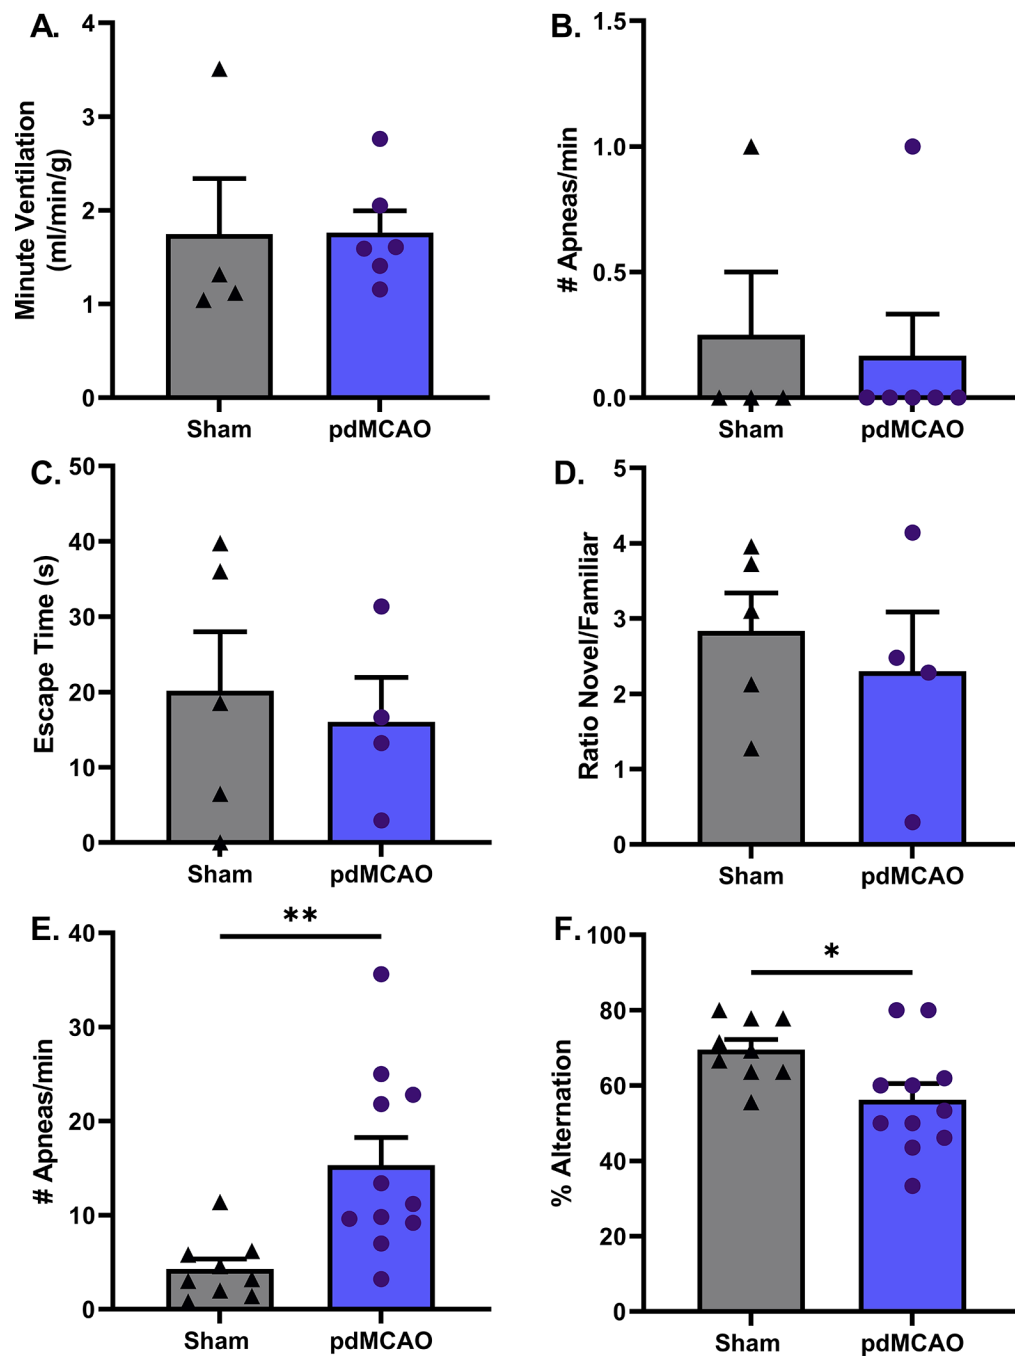 A.
Minute Ventilation
(ml/min/g)
4
3
2
1
0
Sham
pdMCAO
B.
# Apneas/min
1.5
1.0
0.5
0.0
Sham
pdMCAO
C.
Escape Time (s)
50
40
30
20
10
0
Sham
pdMCAO
D.
Ratio Novel/Familiar
5
4
3
2
1
0
Sham
pdMCAO
E.
# Apneas/min
40
30
20
10
0
**
Sham
pdMCAO
F.
% Alternation
100
80
60
40
20
0
*
Sham
pdMCAO